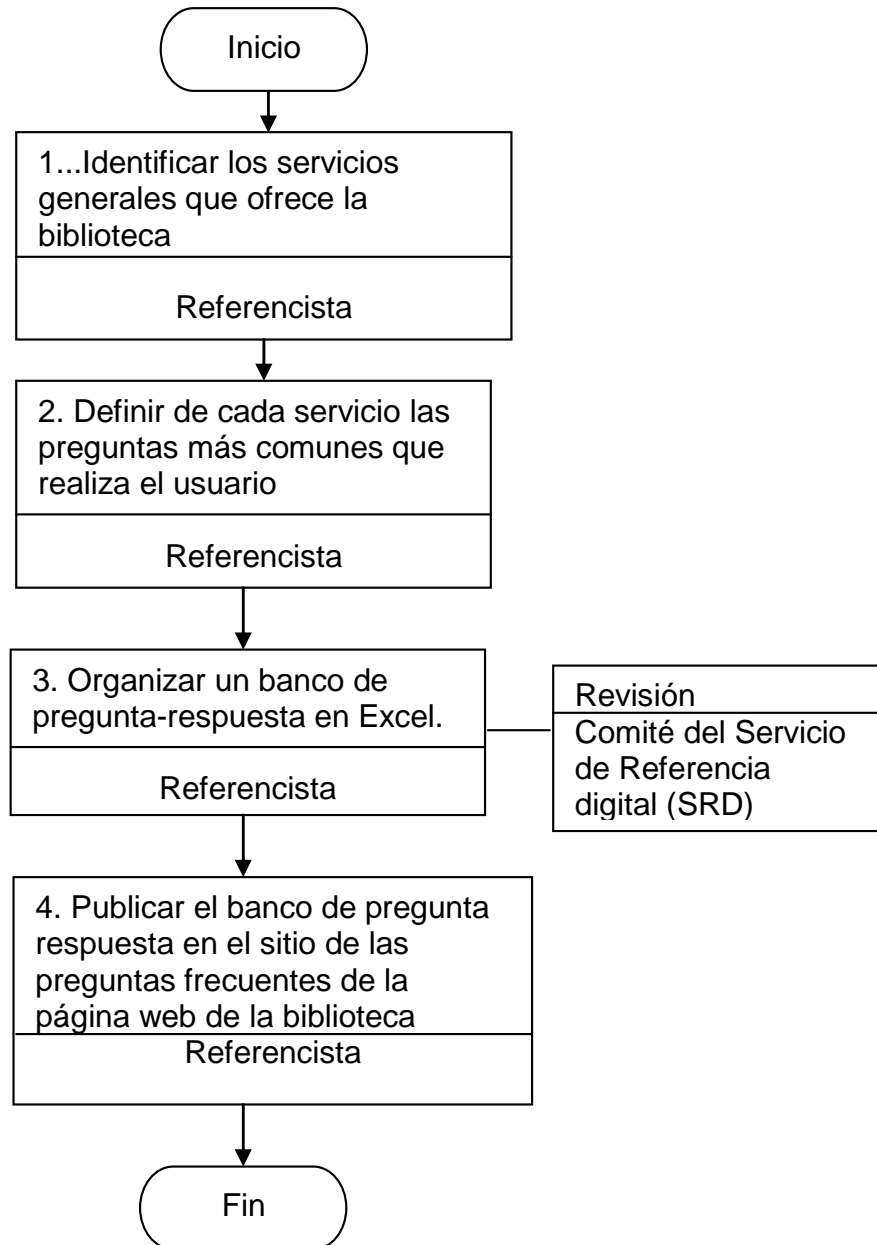 Inicio
1...Identificar los servicios
generales que ofrece la
biblioteca
Referencista
2. Definir de cada servicio las
preguntas más comunes que
realiza el usuario
Referencista
3. Organizar un banco de
pregunta-respuesta en Excel.
Referencista
Revisión
Comité del Servicio
de Referencia
digital (SRD)
4. Publicar el banco de pregunta
respuesta en el sitio de las
preguntas frecuentes de la
página web de la biblioteca
Referencista
Fin